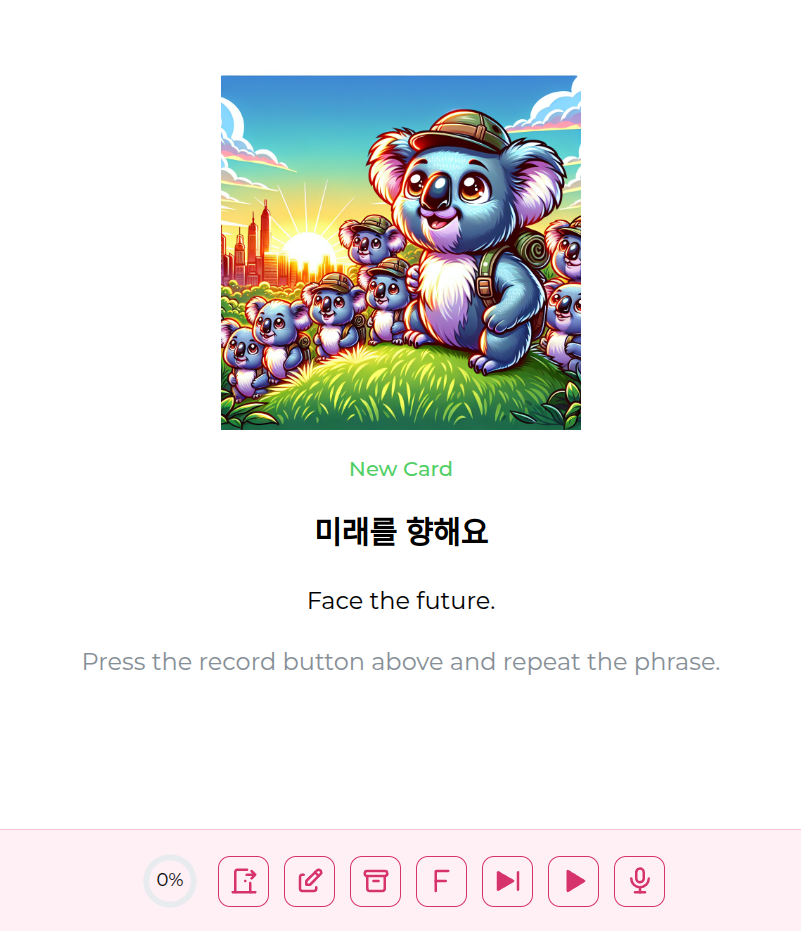 New Card
미래를 향해요
Face the future.
Press the record button above and repeat the phrase.
0%
F